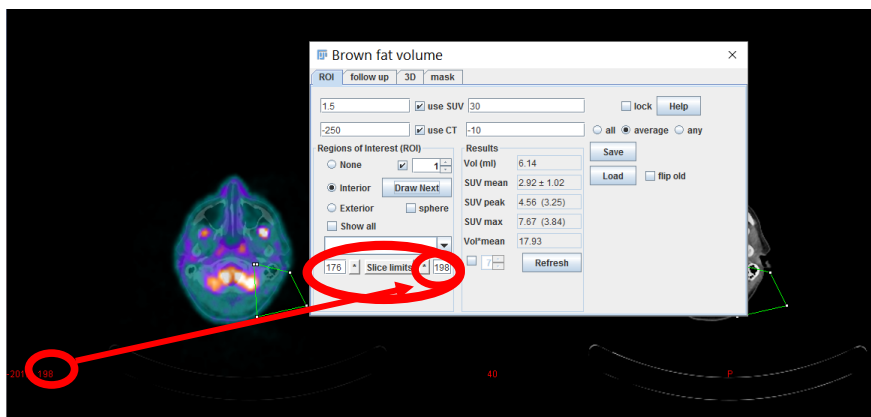 Brown fat volume
ROI follow up 3D mask
1.5 use SUV 30 lock Help
-250 use CT -10 all average any
Regions of Interest (ROI) Results Save
None 1 Vol (ml) 6.14
Interior Draw Next SUV mean 2.92 ± 1.02 Load flip old
Exterior sphere SUV peak 4.56 (3.25)
Show all SUV max 7.67 (3.84)
Vol*mean 17.93
176 ^ Slice limits ^ 198 Refresh
198 40 P